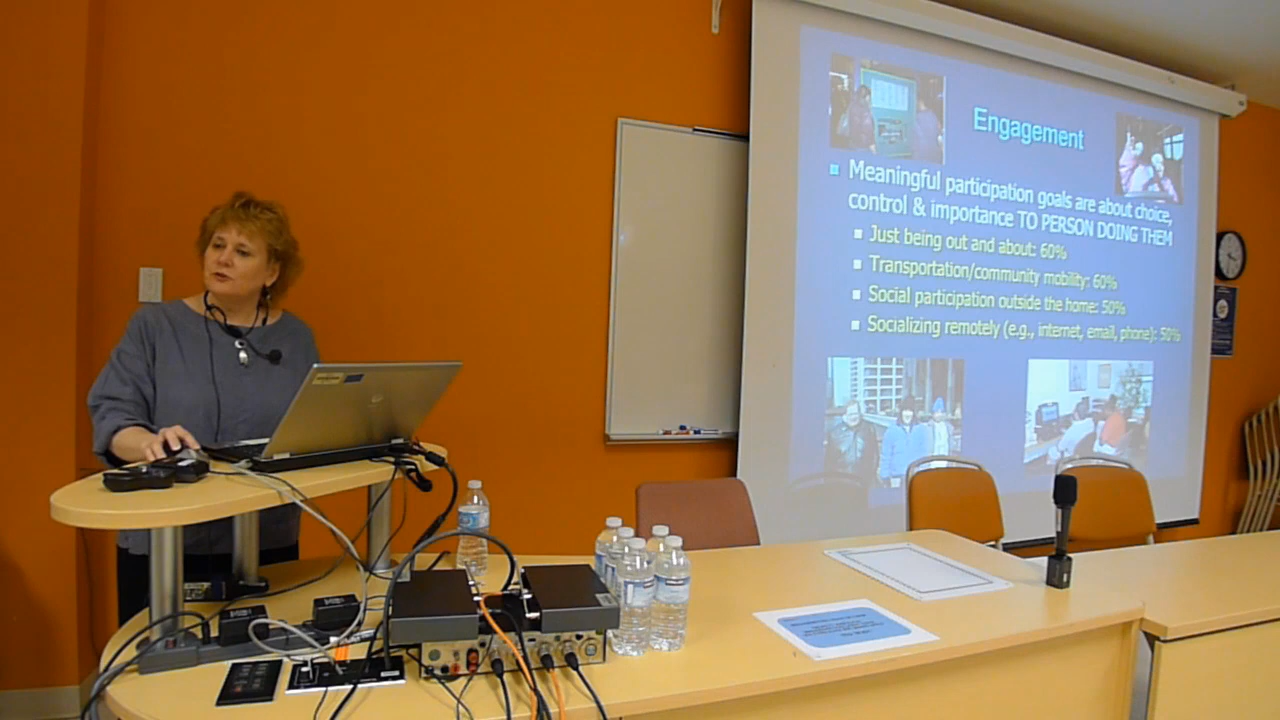 Engagement
Meaningful participation goals are about choice,
control & importance TO PERSON DOING THEM
Just being out and about: 60%
Transportation/community mobility: 60%
Social participation outside the home: 50%
Socializing remotely (e.g., internet, email, phone): 50%